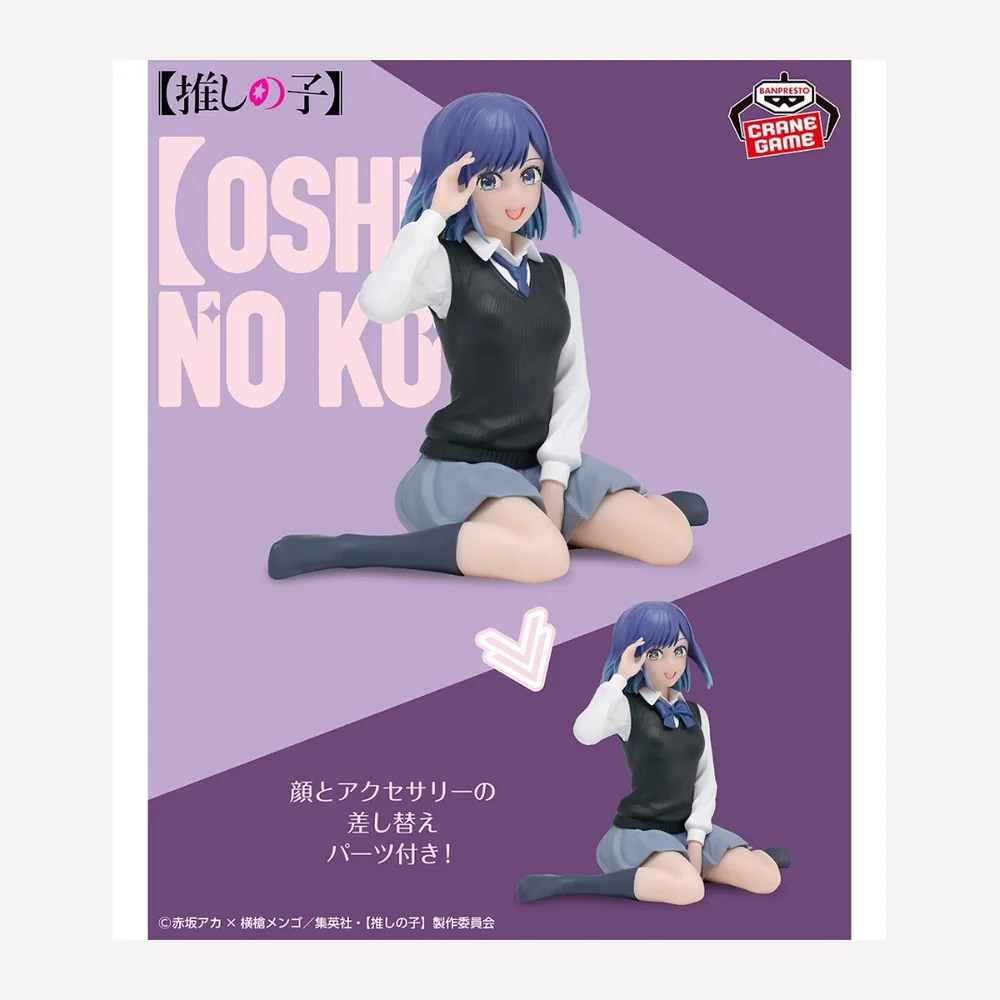 【推しの子】
BANPRESTO
CRANE
GAME
【OSHI
NO KO
顔とアクセサリーの
差し替え
パーツ付き！
©赤坂アカ × 横槍メンゴ／集英社・【推しの子】製作委員会